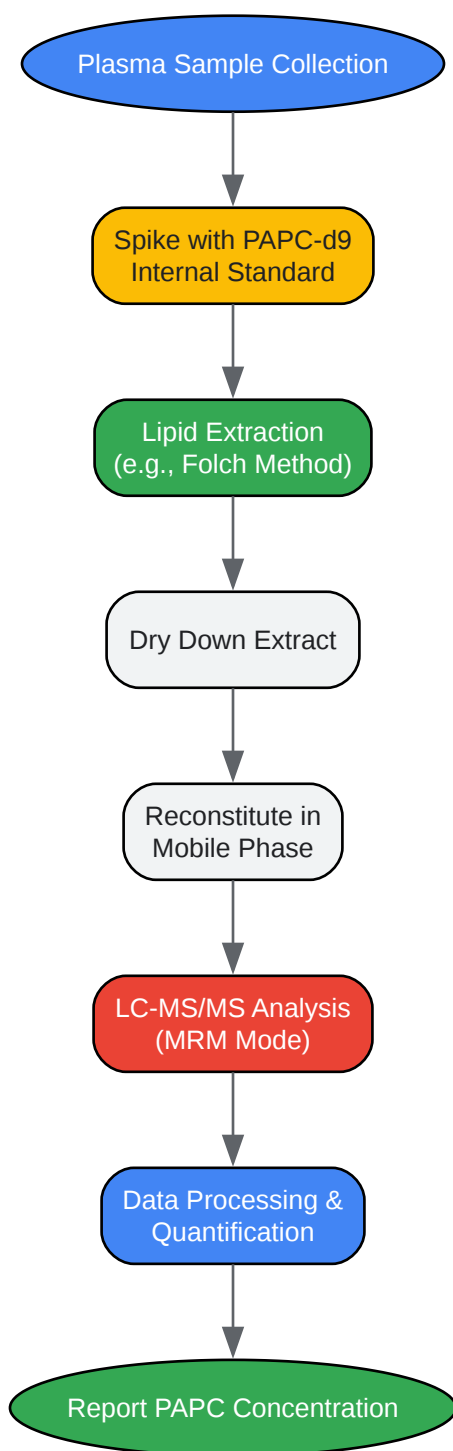 Plasma Sample Collection
Spike with PAPC-d9
Internal Standard
Lipid Extraction
(e.g., Folch Method)
Dry Down Extract
Reconstitute in
Mobile Phase
LC-MS/MS Analysis
(MRM Mode)
Data Processing &
Quantification
Report PAPC Concentration